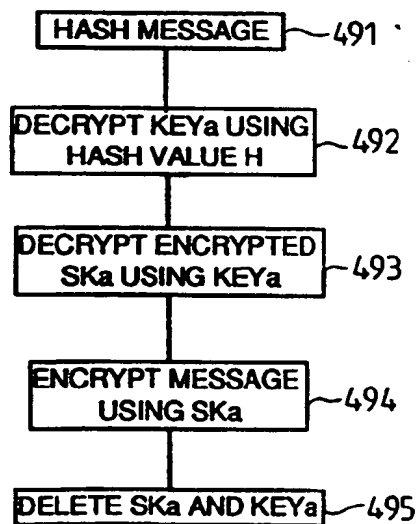 HASH MESSAGE 491
DECRYPT KEYa USING
HASH VALUE H 492
DECRYPT ENCRYPTED
SKa USING KEYa 493
ENCRYPT MESSAGE
USING SKa 494
DELETE SKa AND KEYa 495